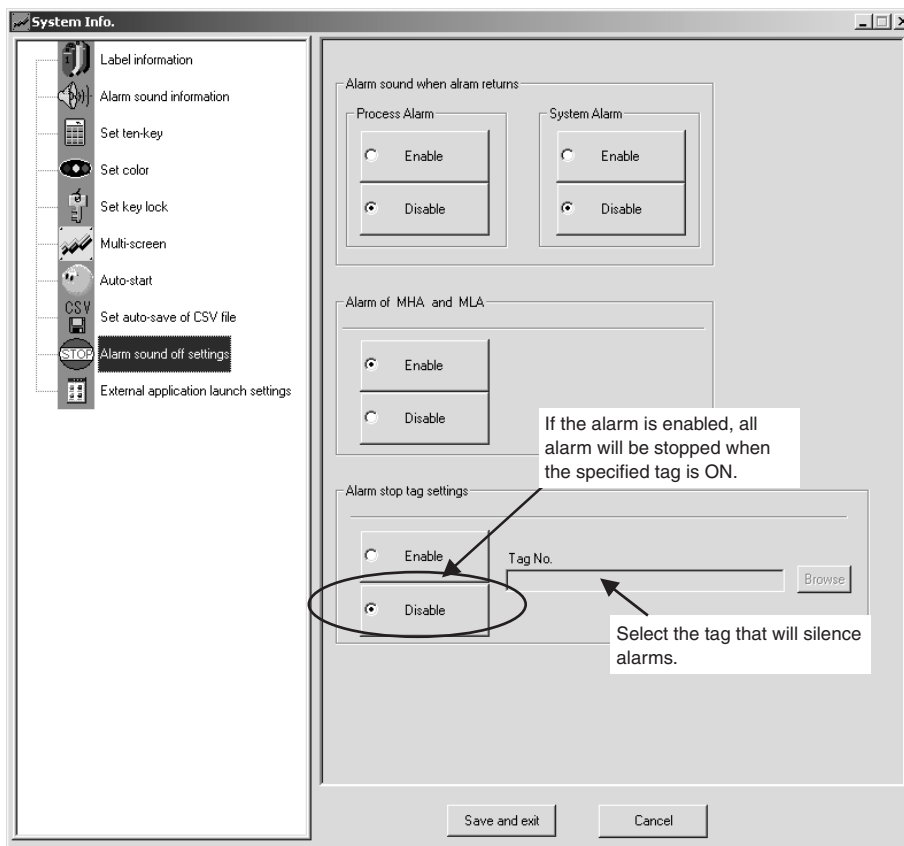 System Info.
Label information
Alarm sound information
Set ten-key
Set color
Set key lock
Multi-screen
Auto-start
CSV
Set auto-save of CSV file
STOP
Alarm sound off settings
External application launch settings
Alarm sound when alram returns
Process Alarm
System Alarm
Enable
Enable
Disable
Disable
Alarm of MHA and MLA
Enable
Disable
If the alarm is enabled, all
alarm will be stopped when
the specified tag is ON.
Alarm stop tag settings
Enable
Tag No.
Browse
Disable
Select the tag that will silence
alarms.
Save and exit
Cancel